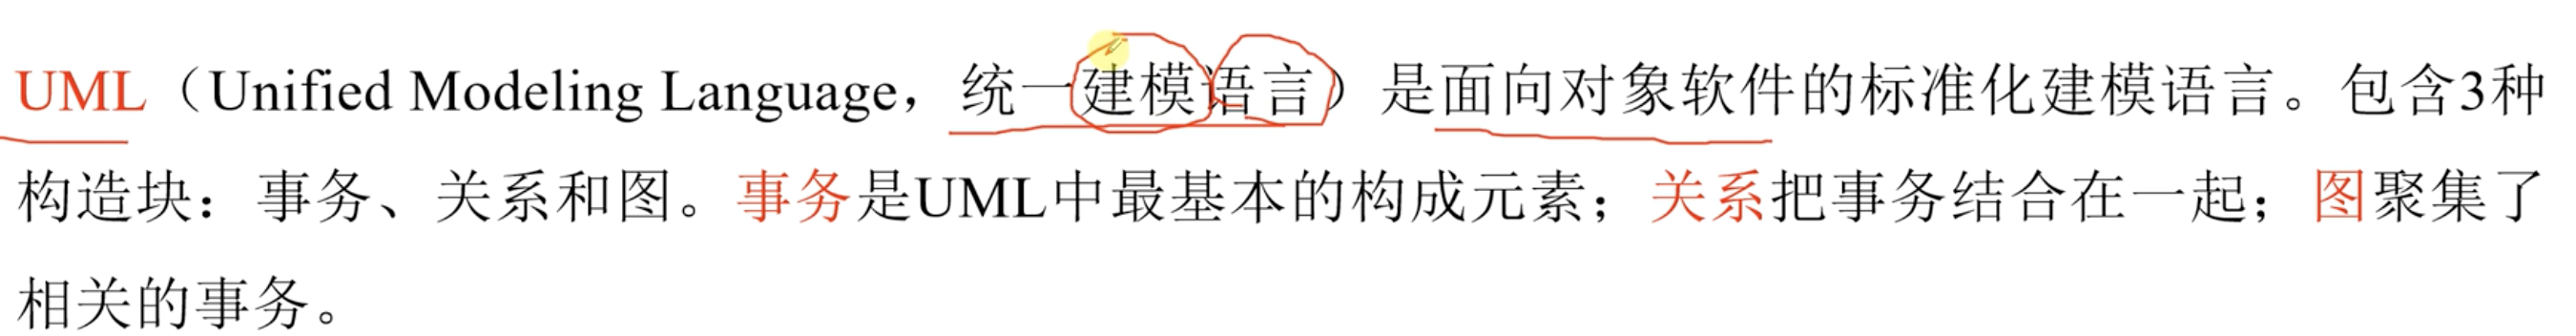 UML（Unified Modeling Language，统一建模语言）是面向对象软件的标准化建模语言。包含3种
构造块：事务、关系和图。事务是UML中最基本的构成元素；关系把事务结合在一起；图聚集了
相关的事务。